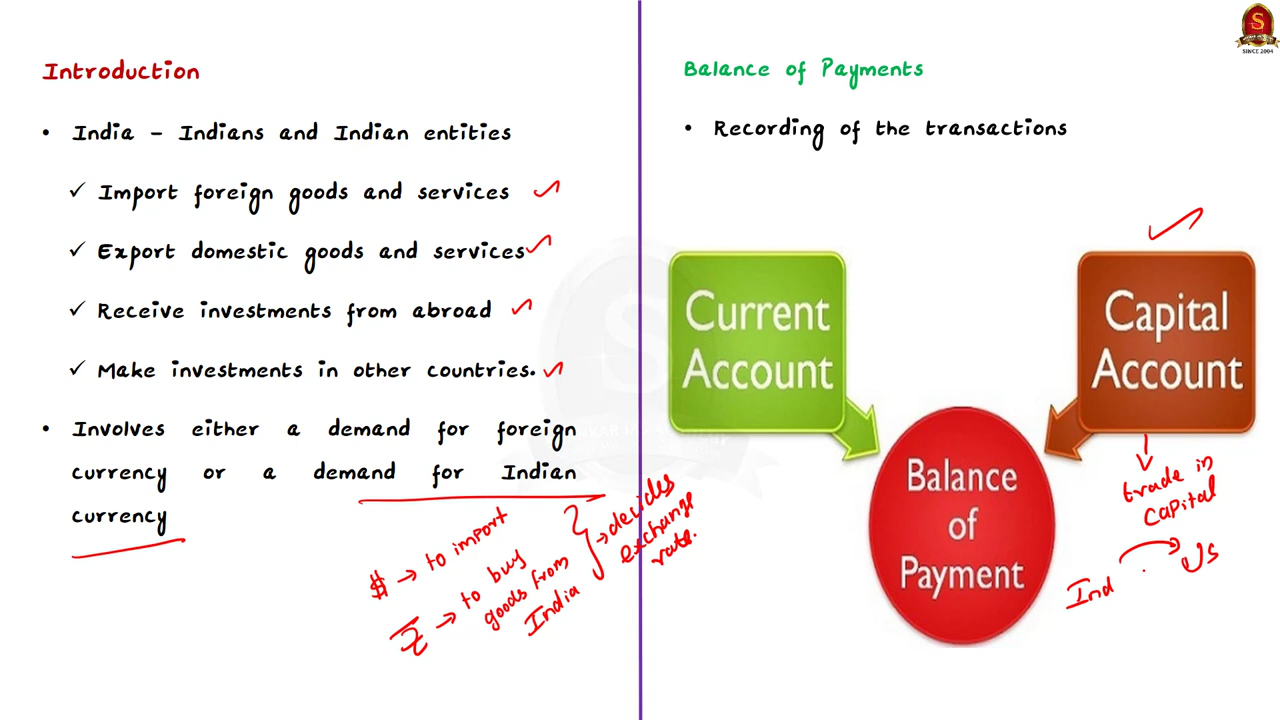 Introduction
• India - Indians and Indian entities
✓ Import foreign goods and services
✓ Export domestic goods and services
✓ Receive investments from abroad
✓ Make investments in other countries.
• Involves either a demand for foreign
currency or a demand for Indian
currency
$ → to import
₹ → to buy
goods from
India
→ decides
exchange
rate.
Balance of Payments
• Recording of the transactions
Current
Account
Capital
Account
Balance
of
Payment
trade in
capital
Ind
US
S
SINCE 2004